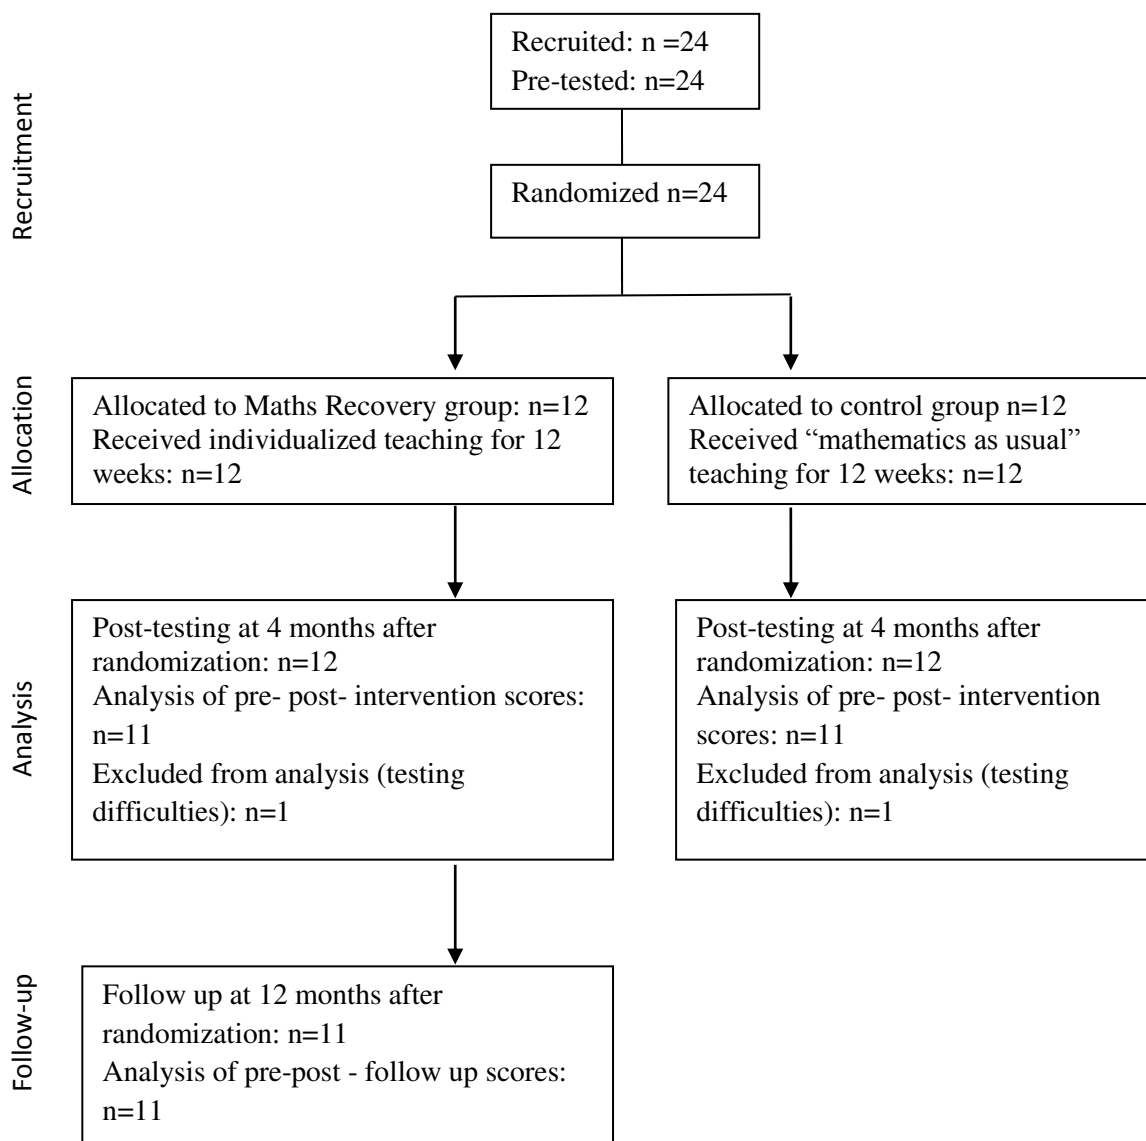 Recruitment
Recruited: n =24
Pre-tested: n=24
Randomized n=24
Allocation
Allocated to Maths Recovery group: n=12
Received individualized teaching for 12
weeks: n=12
Allocated to control group n=12
Received “mathematics as usual”
teaching for 12 weeks: n=12
Analysis
Post-testing at 4 months after
randomization: n=12
Analysis of pre- post- intervention scores:
n=11
Excluded from analysis (testing
difficulties): n=1
Post-testing at 4 months after
randomization: n=12
Analysis of pre- post- intervention
scores: n=11
Excluded from analysis (testing
difficulties): n=1
Follow-up
Follow up at 12 months after
randomization: n=11
Analysis of pre-post - follow up scores:
n=11